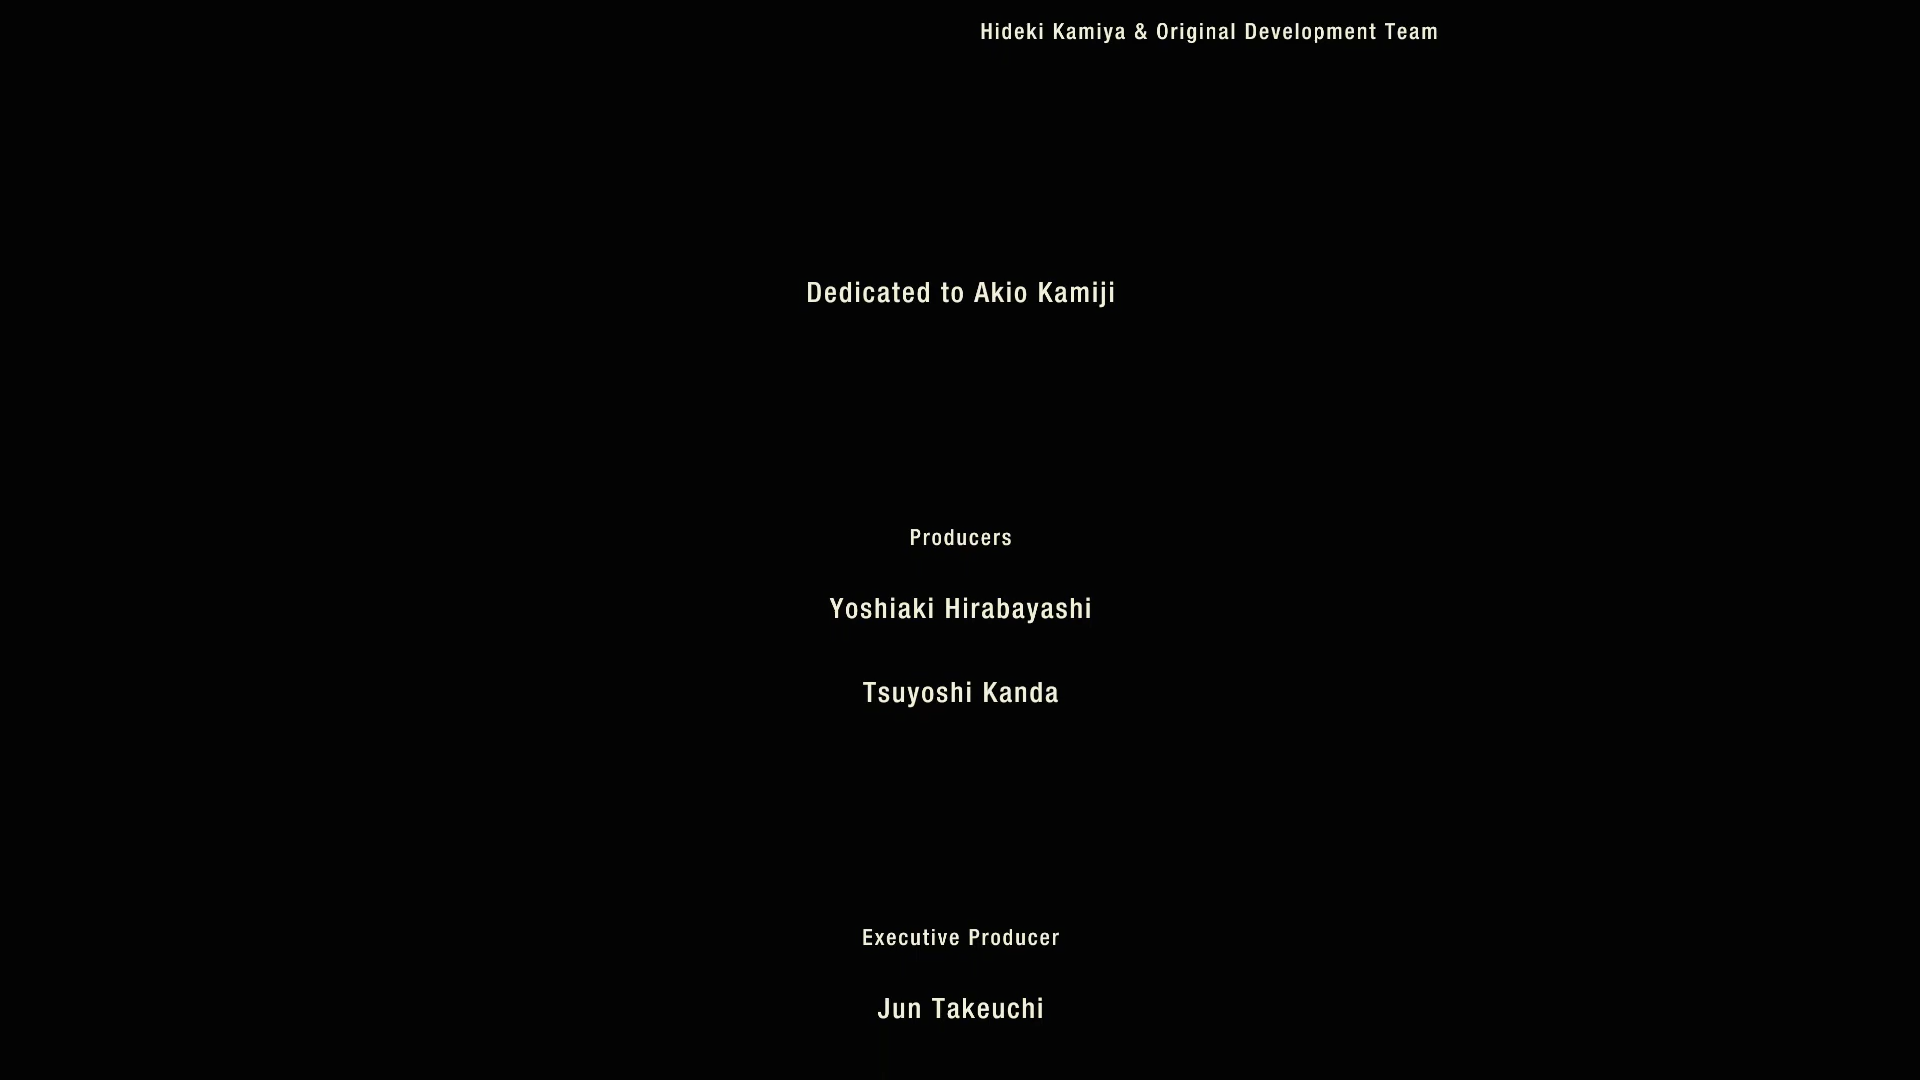 Hideki Kamiya & Original Development Team
Dedicated to Akio Kamiji
Producers
Yoshiaki Hirabayashi
Tsuyoshi Kanda
Executive Producer
Jun Takeuchi